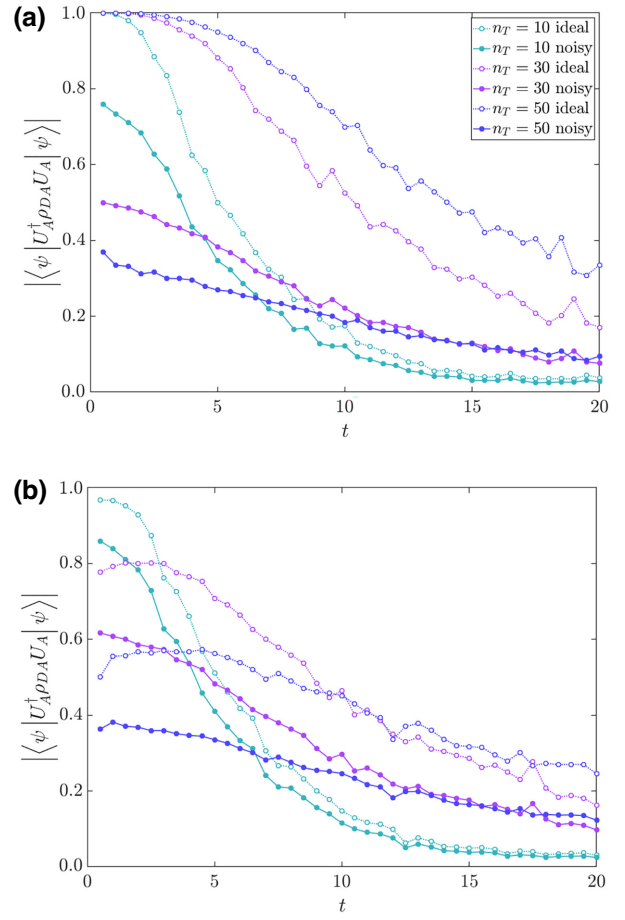 (a)
1.0
0.8
0.6
0.4
0.2
0.0
|⟨ψ|U†_A ρ_DA U_A|ψ⟩|
n_T = 10 ideal
n_T = 10 noisy
n_T = 30 ideal
n_T = 30 noisy
n_T = 50 ideal
n_T = 50 noisy
0 5 10 15 20
t
(b)
1.0
0.8
0.6
0.4
0.2
0.0
|⟨ψ|U†_A ρ_DA U_A|ψ⟩|
0 5 10 15 20
t